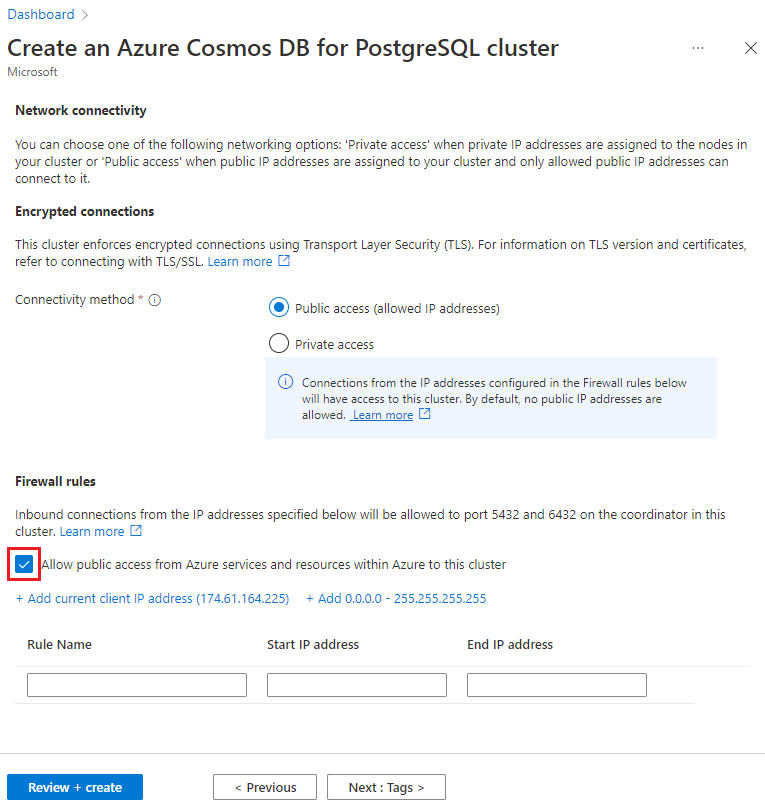 Dashboard >
Create an Azure Cosmos DB for PostgreSQL cluster ...
Microsoft
Network connectivity
You can choose one of the following networking options: 'Private access' when private IP addresses are assigned to the nodes in
your cluster or 'Public access' when public IP addresses are assigned to your cluster and only allowed public IP addresses can
connect to it.
Encrypted connections
This cluster enforces encrypted connections using Transport Layer Security (TLS). For information on TLS version and certificates,
refer to connecting with TLS/SSL. Learn more
Connectivity method *
Public access (allowed IP addresses)
Private access
Connections from the IP addresses configured in the Firewall rules below
will have access to this cluster. By default, no public IP addresses are
allowed. Learn more
Firewall rules
Inbound connections from the IP addresses specified below will be allowed to port 5432 and 6432 on the coordinator in this
cluster. Learn more
Allow public access from Azure services and resources within Azure to this cluster
+ Add current client IP address (174.61.164.225) + Add 0.0.0.0 - 255.255.255.255
Rule Name Start IP address End IP address
Review + create < Previous Next : Tags >